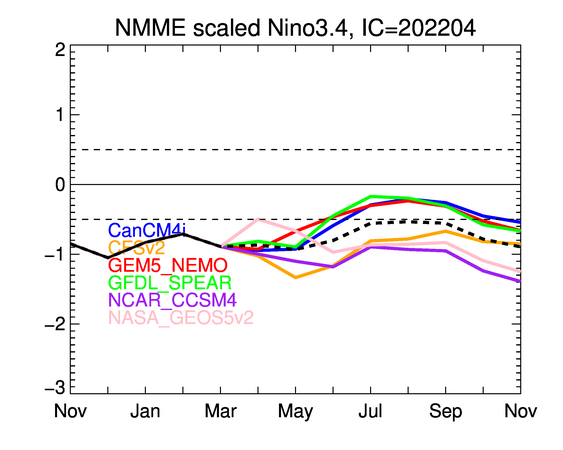 NMME scaled Nino3.4, IC=202204
2
1
0
−1
−2
−3
CanCM4i
CFSv2
GEM5_NEMO
GFDL_SPEAR
NCAR_CCSM4
NASA_GEOS5v2
Nov Jan Mar May Jul Sep Nov